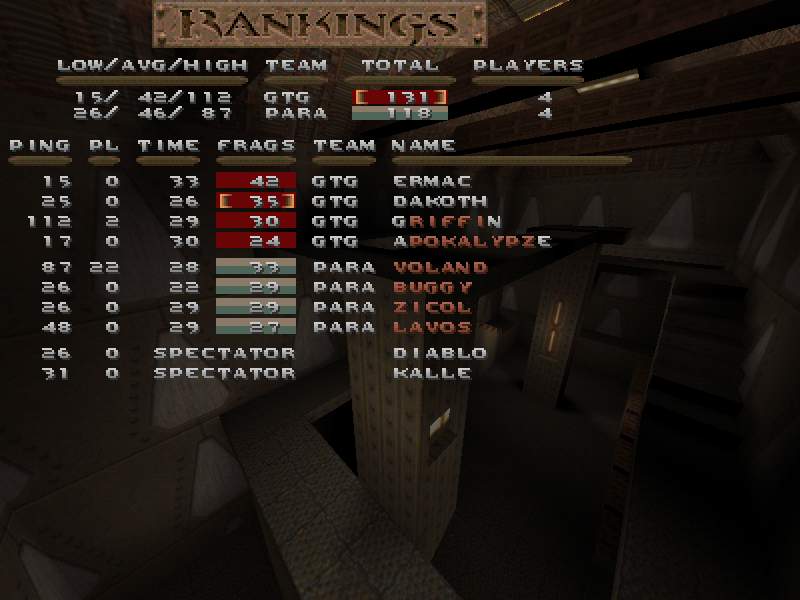 RANKINGS
LOW/AVG/HIGH TEAM TOTAL PLAYERS
15/ 42/112 GTG 131 4
26/ 46/ 87 PARA 118 4
PING PL TIME FRAGS TEAM NAME
15 0 33 42 GTG ERMAC
25 0 26 35 GTG DAKOTH
112 2 29 30 GTG GRIFFIN
17 0 30 24 GTG APOKALYPZE
87 22 28 33 PARA VOLAND
26 0 22 29 PARA BUGGY
26 0 29 29 PARA ZICOL
48 0 29 27 PARA LAVOS
26 0 SPECTATOR DIABLO
31 0 SPECTATOR KALLE